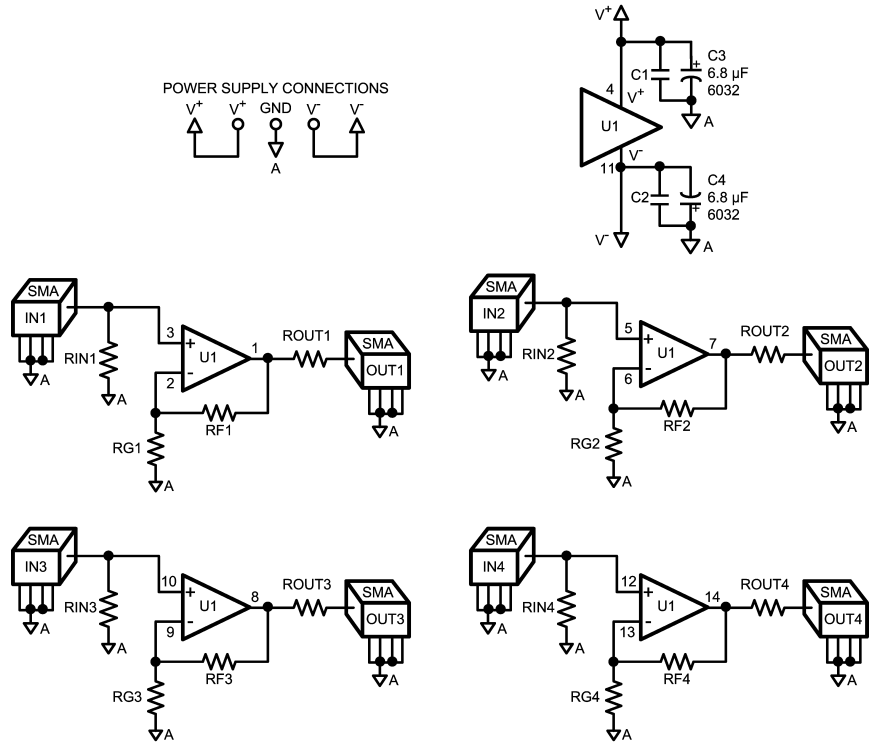 POWER SUPPLY CONNECTIONS
V+ V+ GND V- V-
A
V+
C1
C3
6.8 µF
6032
4
V+
A
U1
V-
11
C2
C4
6.8 µF
6032
V-
A
SMA
IN1
RIN1
A
A
3
+
U1
1
2
-
ROUT1
SMA
OUT1
A
RF1
RG1
A
SMA
IN2
RIN2
A
A
5
+
U1
7
6
-
ROUT2
SMA
OUT2
A
RF2
RG2
A
SMA
IN3
RIN3
A
A
10
+
U1
8
9
-
ROUT3
SMA
OUT3
A
RF3
RG3
A
SMA
IN4
RIN4
A
A
12
+
U1
14
13
-
ROUT4
SMA
OUT4
A
RF4
RG4
A